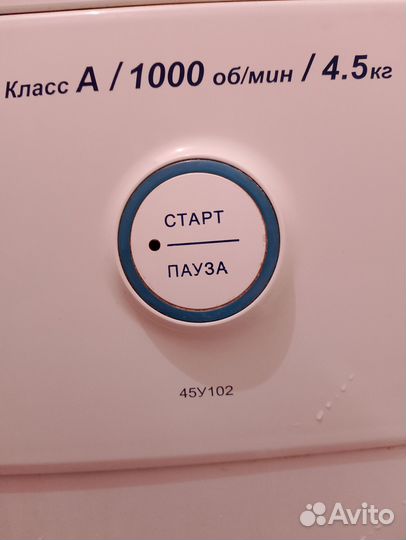 Класс А / 1000 об/мин / 4.5кг
СТАРТ
ПАУЗА
45У102
Avito